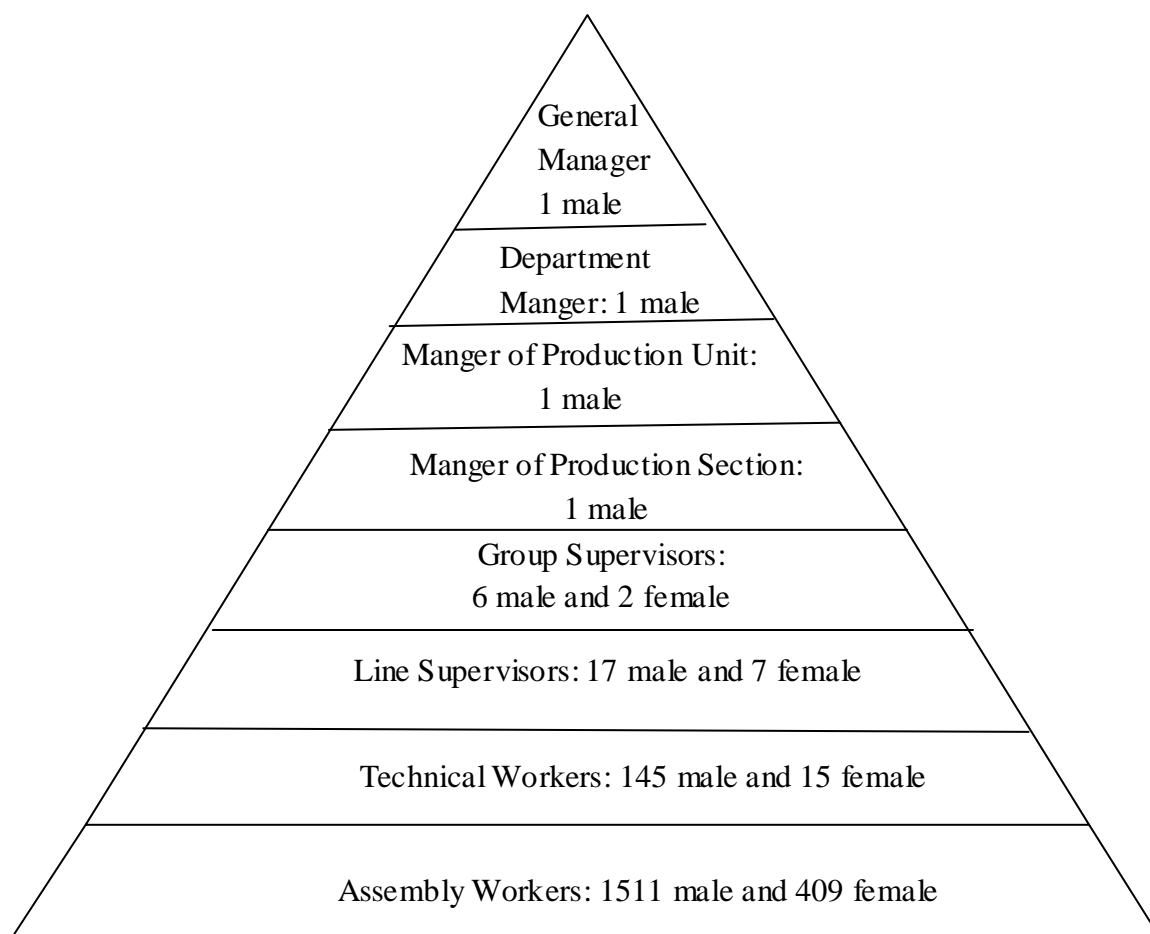 General
Manager
1 male
Department
Manger: 1 male
Manger of Production Unit:
1 male
Manger of Production Section:
1 male
Group Supervisors:
6 male and 2 female
Line Supervisors: 17 male and 7 female
Technical Workers: 145 male and 15 female
Assembly Workers: 1511 male and 409 female